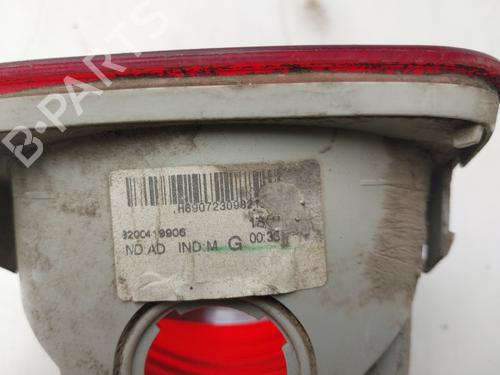 H69072309821
8200419906
ND AD IND:M G 00:33
B-PARTS